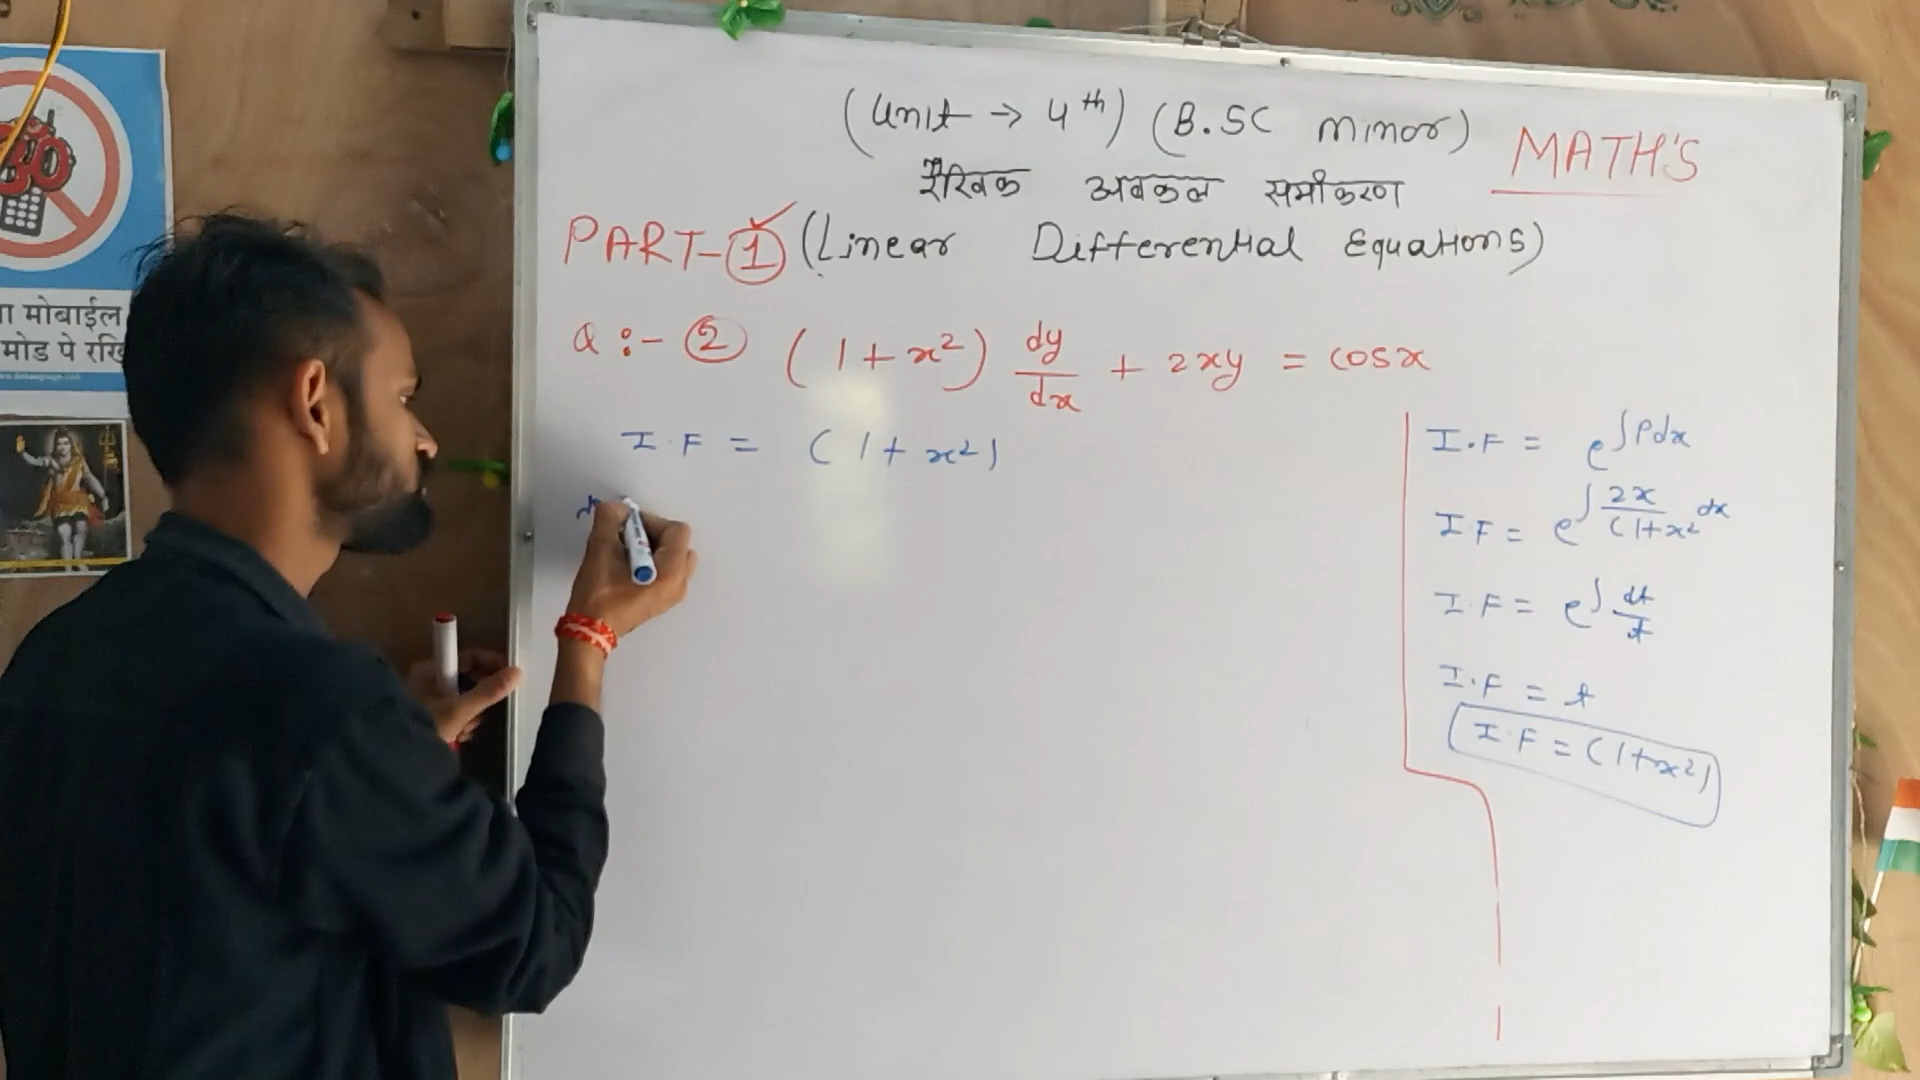 (Unit → 4th) (B.SC minor)
MATH'S
रैखिक अवकल समीकरण
PART-1 (Linear Differential Equations)
Q :- 2 (1+x²) dy/dx + 2xy = cosx
I.F = (1+x²)
I.F = e^∫Pdx
I.F = e^∫ 2x/(1+x² dx
I.F = e^∫ dt/t
I.F = t
I.F = (1+x²)
मोबाईल
मोड पे